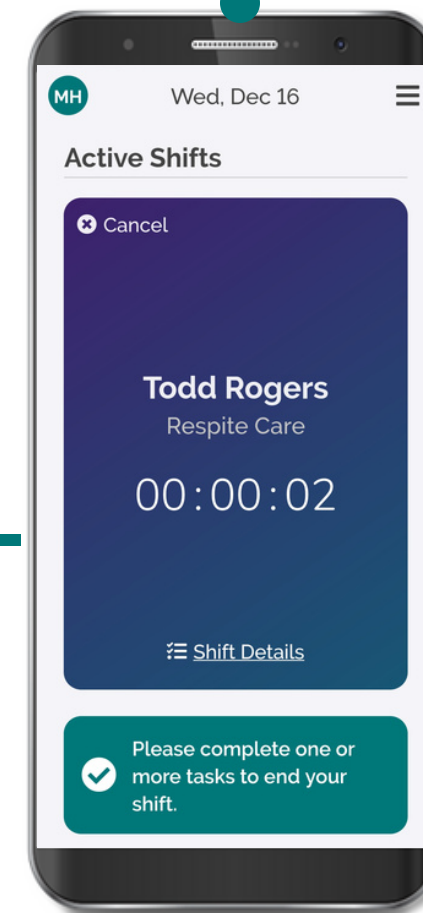 MH
Wed, Dec 16
Active Shifts
Cancel
Todd Rogers
Respite Care
00:00:02
Shift Details
Please complete one or
more tasks to end your
shift.